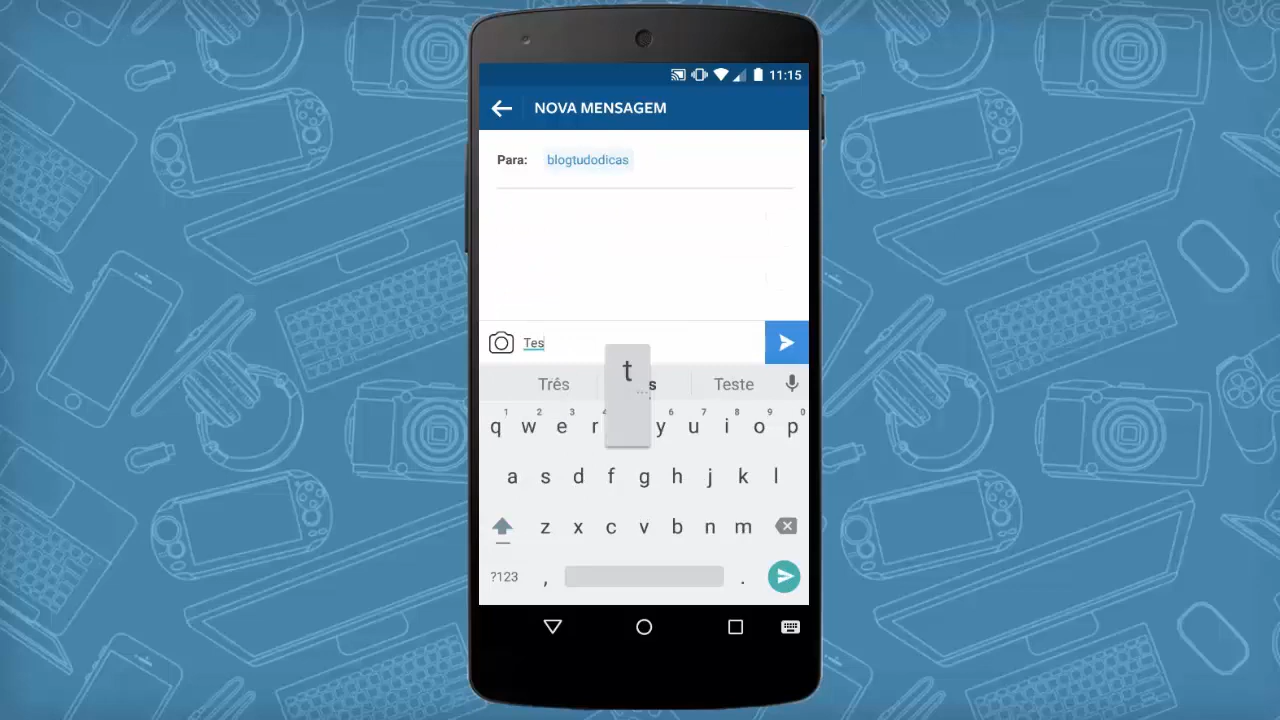 11:15
NOVA MENSAGEM
Para: blogtudodicas
Tes
Três Teste
t
1 2 3 4 6 7 8 9 0
q w e r y u i o p
a s d f g h j k l
z x c v b n m
?123 , .